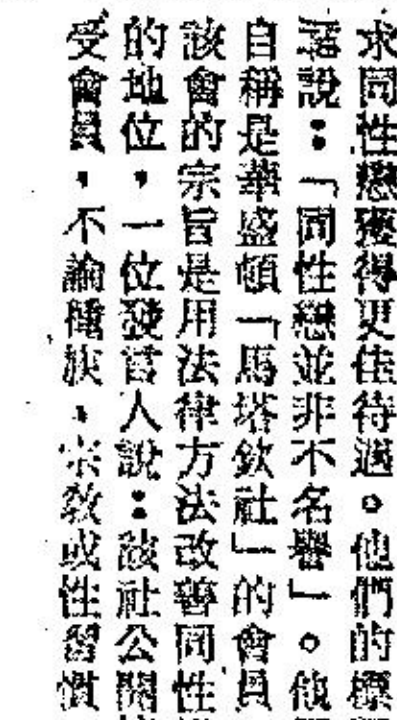 求同性戀獲得更佳待遇。他們的標
語說：「同性戀並非不名譽」。他
自稱是華盛頓「馬塔欽社」的會員
該會的宗旨是用法律方法改善同性
的地位，一位發言人說：該社公開
受會員，不論種族、宗教或性習慣